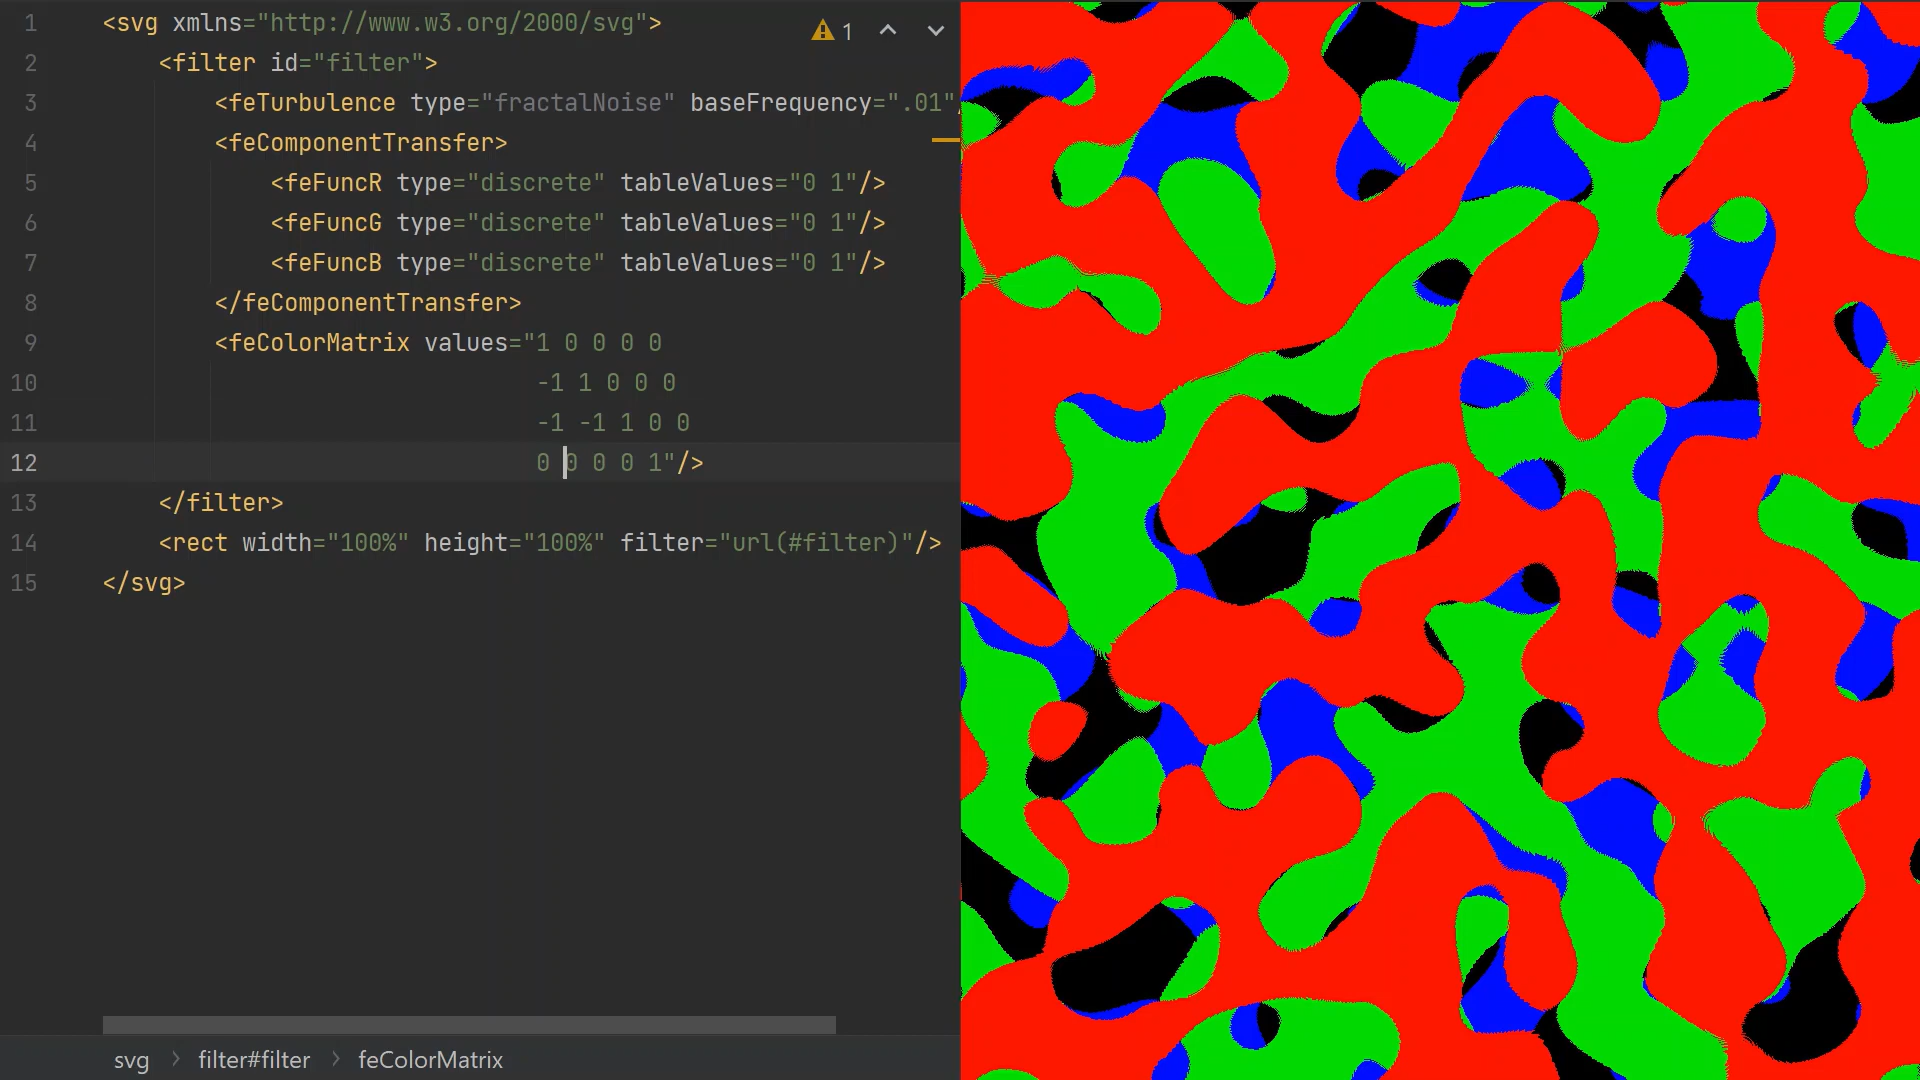 1 <svg xmlns="http://www.w3.org/2000/svg">
⚠ 1
2 <filter id="filter">
3 <feTurbulence type="fractalNoise" baseFrequency=".01"
4 <feComponentTransfer>
5 <feFuncR type="discrete" tableValues="0 1"/>
6 <feFuncG type="discrete" tableValues="0 1"/>
7 <feFuncB type="discrete" tableValues="0 1"/>
8 </feComponentTransfer>
9 <feColorMatrix values="1 0 0 0 0
10 -1 1 0 0 0
11 -1 -1 1 0 0
12 0 0 0 0 1"/>
13 </filter>
14 <rect width="100%" height="100%" filter="url(#filter)"/>
15 </svg>
svg > filter#filter > feColorMatrix